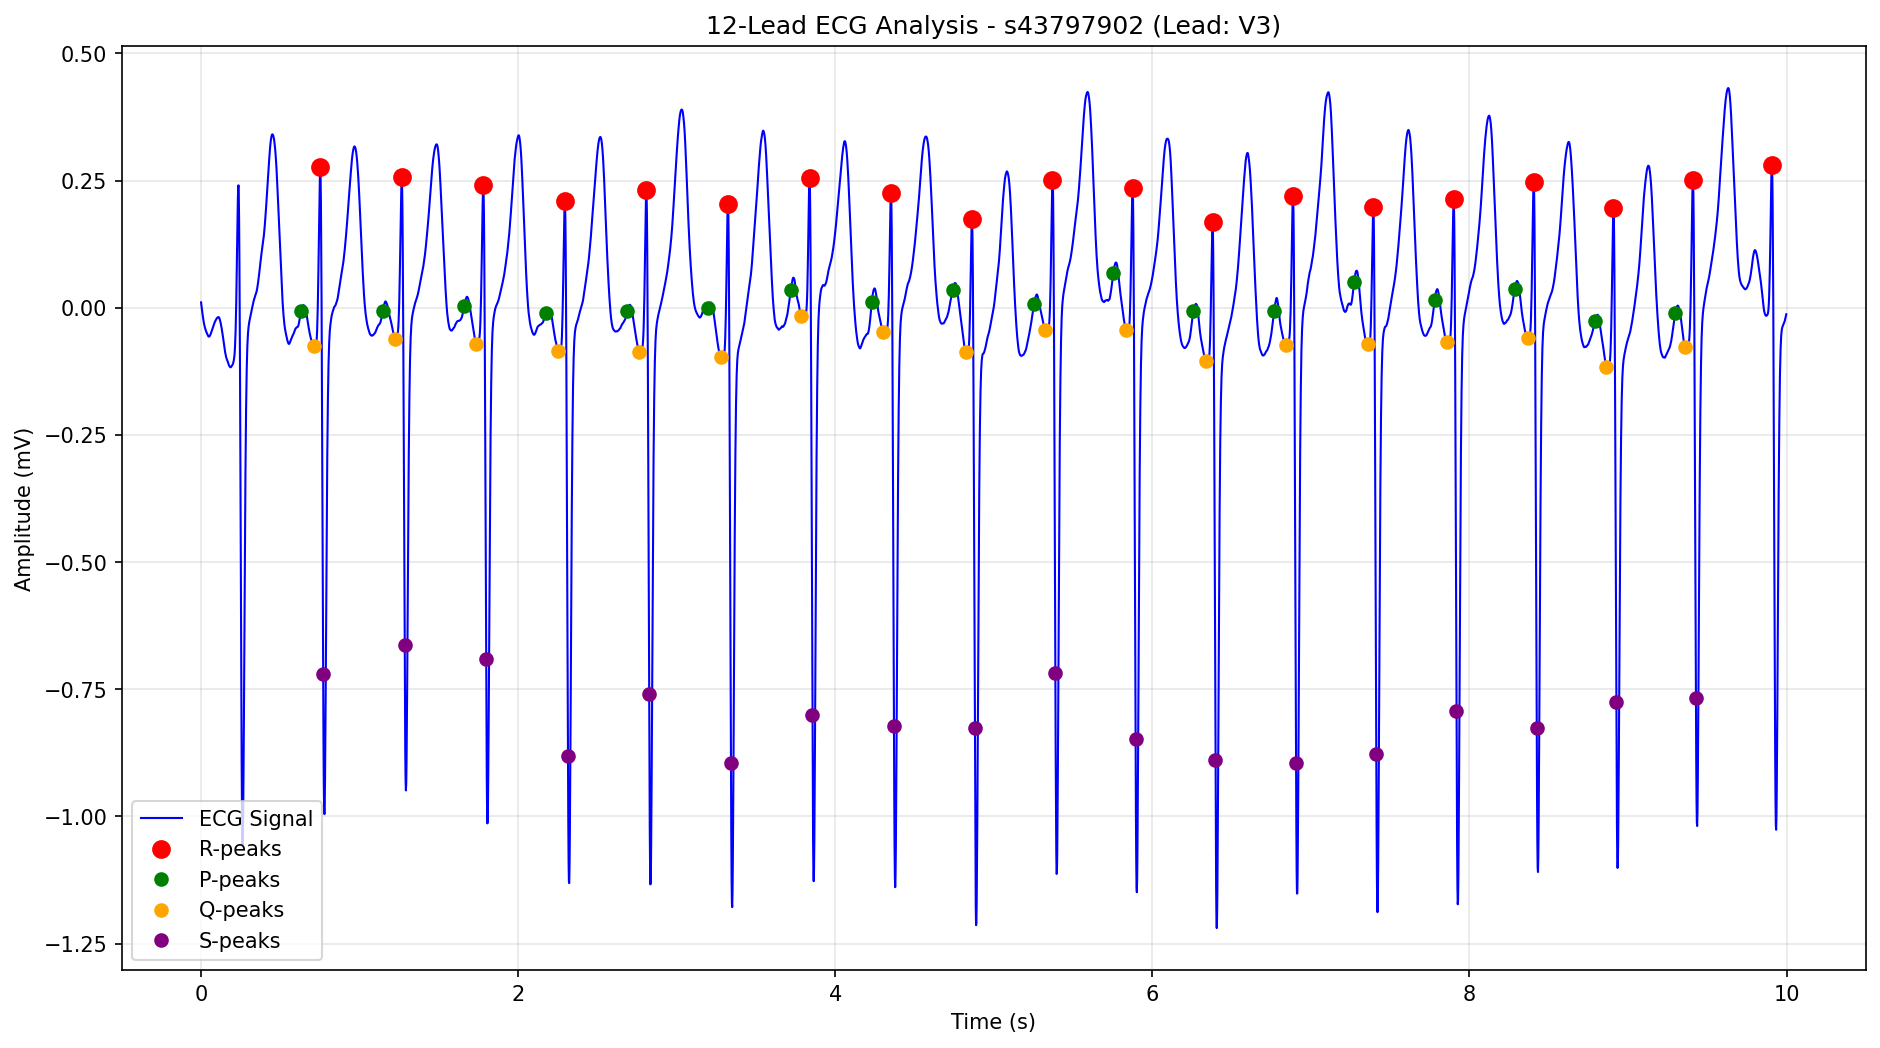 12-Lead ECG Analysis - s43797902 (Lead: V3)
0.50
0.25
0.00
−0.25
−0.50
−0.75
−1.00
−1.25
Amplitude (mV)
ECG Signal
R-peaks
P-peaks
Q-peaks
S-peaks
0 2 4 6 8 10
Time (s)